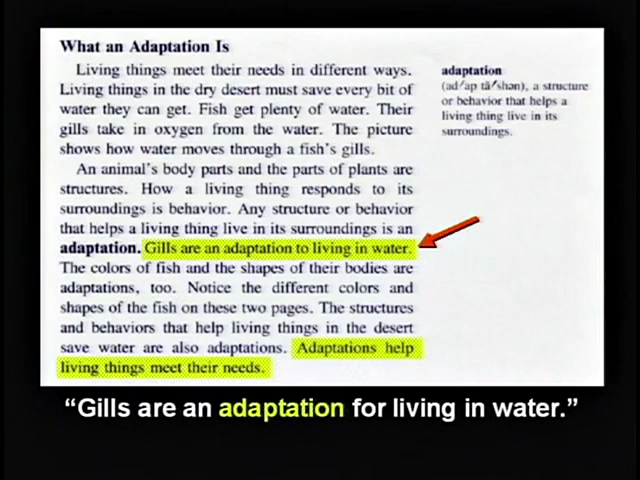 What an Adaptation Is
Living things meet their needs in different ways.
Living things in the dry desert must save every bit of
water they can get. Fish get plenty of water. Their
gills take in oxygen from the water. The picture
shows how water moves through a fish's gills.
An animal's body parts and the parts of plants are
structures. How a living thing responds to its
surroundings is behavior. Any structure or behavior
that helps a living thing live in its surroundings is an
adaptation. Gills are an adaptation to living in water.
The colors of fish and the shapes of their bodies are
adaptations, too. Notice the different colors and
shapes of the fish on these two pages. The structures
and behaviors that help living things in the desert
save water are also adaptations. Adaptations help
living things meet their needs.
adaptation
(ad/ap tā/shən), a structure
or behavior that helps a
living thing live in its
surroundings.
“Gills are an adaptation for living in water.”